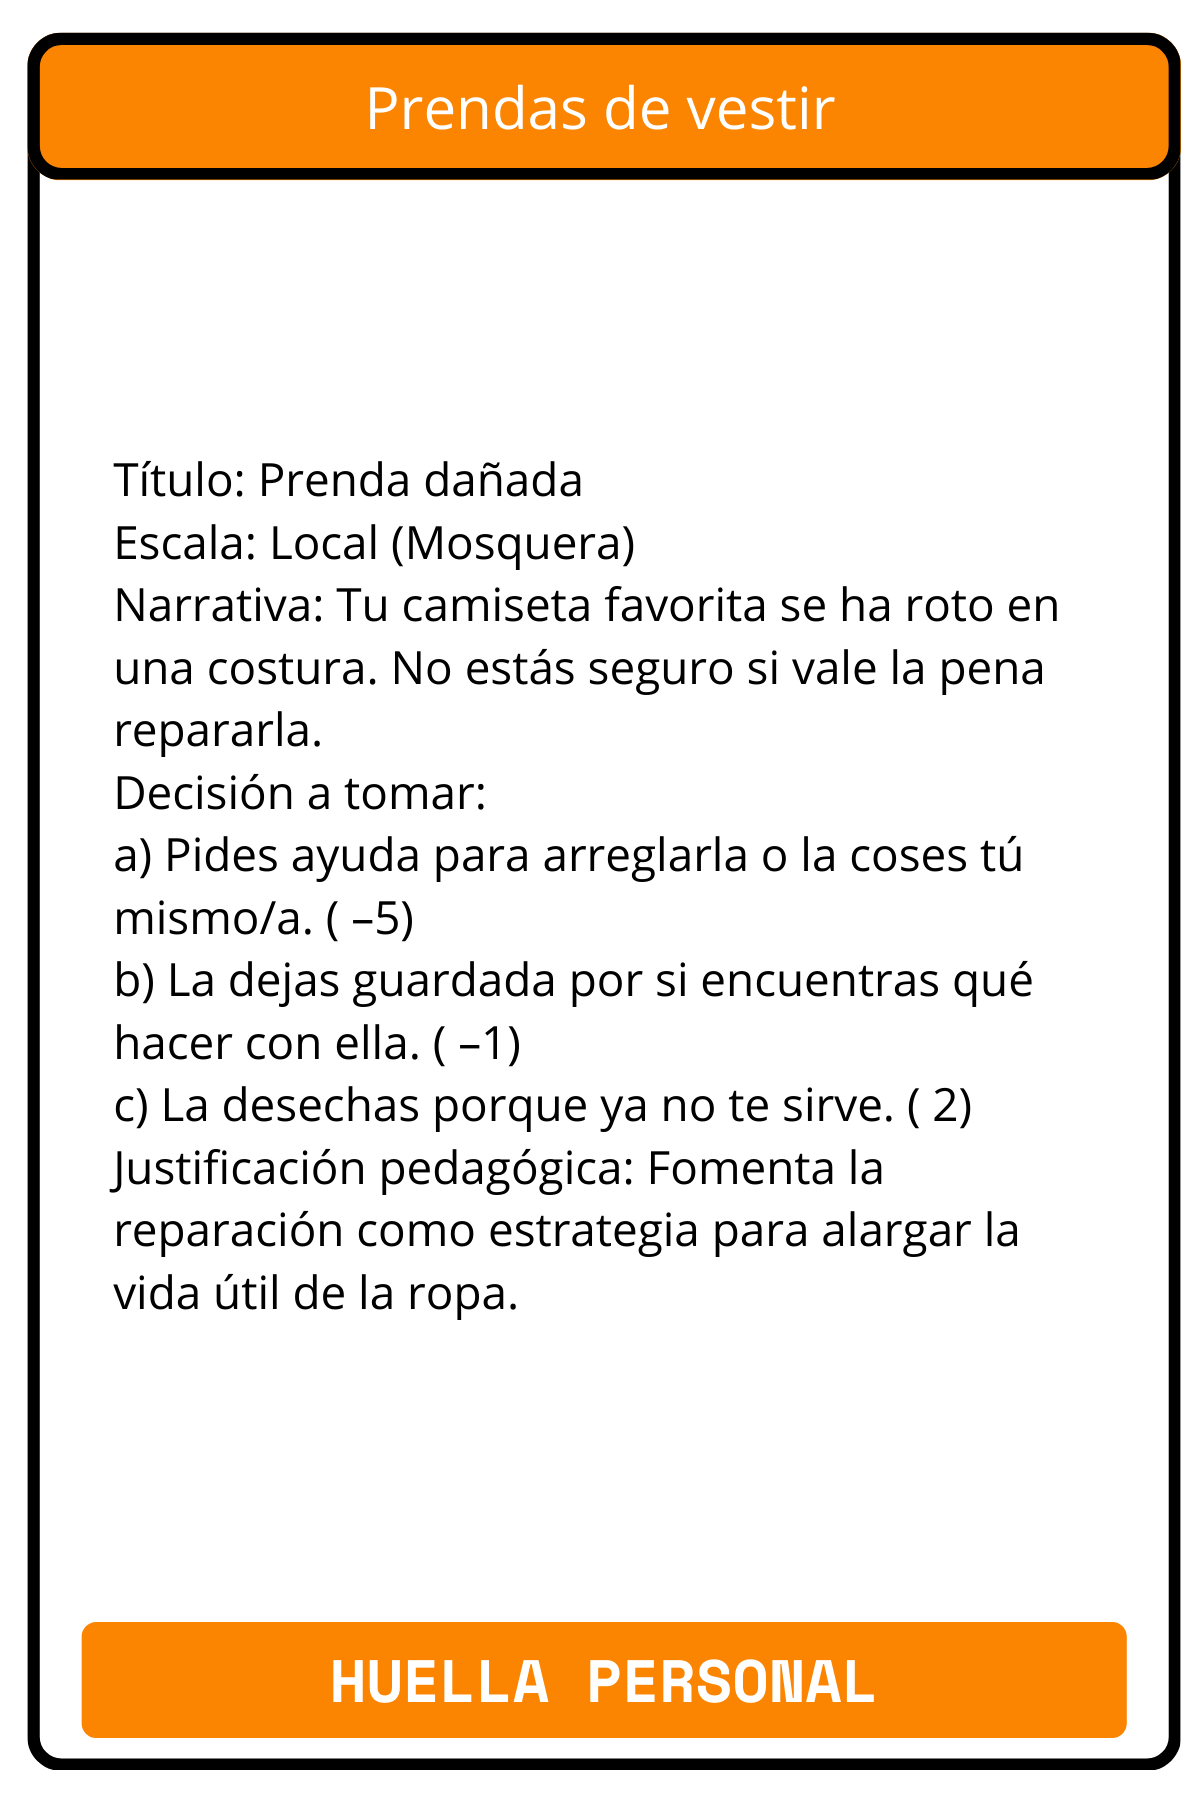 Prendas de vestir
Título: Prenda dañada
Escala: Local (Mosquera)
Narrativa: Tu camiseta favorita se ha roto en
una costura. No estás seguro si vale la pena
repararla.
Decisión a tomar:
a) Pides ayuda para arreglarla o la coses tú
mismo/a. ( –5)
b) La dejas guardada por si encuentras qué
hacer con ella. ( –1)
c) La desechas porque ya no te sirve. ( 2)
Justificación pedagógica: Fomenta la
reparación como estrategia para alargar la
vida útil de la ropa.
HUELLA PERSONAL